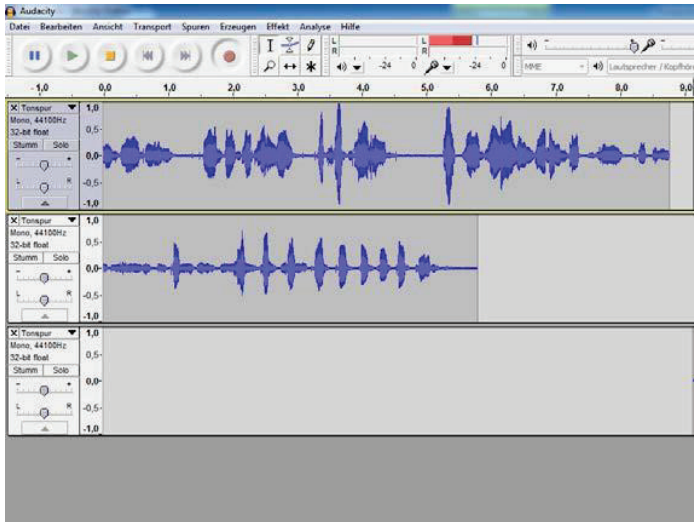 Audacity
Datei Bearbeiten Ansicht Transport Spuren Erzeugen Effekt Analyse Hilfe
L
R
L
R
-24 0
-24 0
MME
Lautsprecher / Kopfhör
- 1,0 0,0 1,0 2,0 3,0 4,0 5,0 6,0 7,0 8,0 9,0
X Tonspur
Mono, 44100Hz
32-bit float
Stumm Solo
- +
L R
1,0
0,5-
0,0-
-0,5-
-1,0
X Tonspur
Mono, 44100Hz
32-bit float
Stumm Solo
- +
L R
1,0
0,5-
0,0-
-0,5-
-1,0
X Tonspur
Mono, 44100Hz
32-bit float
Stumm Solo
- +
L R
1,0
0,5-
0,0-
-0,5-
-1,0